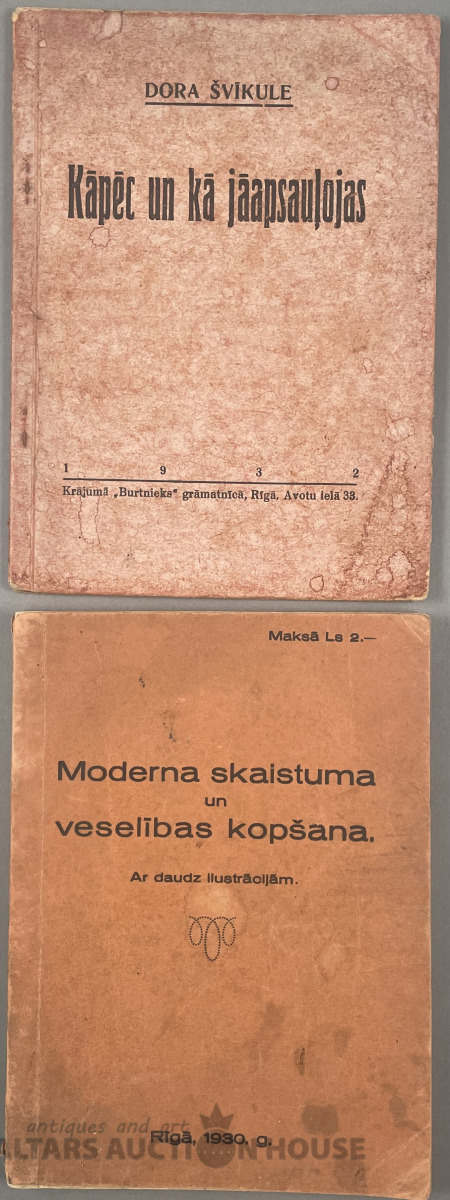 DORA ŠVĪKULE
Kāpēc un kā jāapsauļojas
1 9 3 2
Krājumā „Burtnieks“ grāmatnīcā, Rīgā, Avotu ielā 33.
Maksā Ls 2.—
Moderna skaistuma
un
veselības kopšana.
Ar daudz ilustrācijām.
antiques and art
ALTARS AUCTION HOUSE
Rīgā, 1930. g.